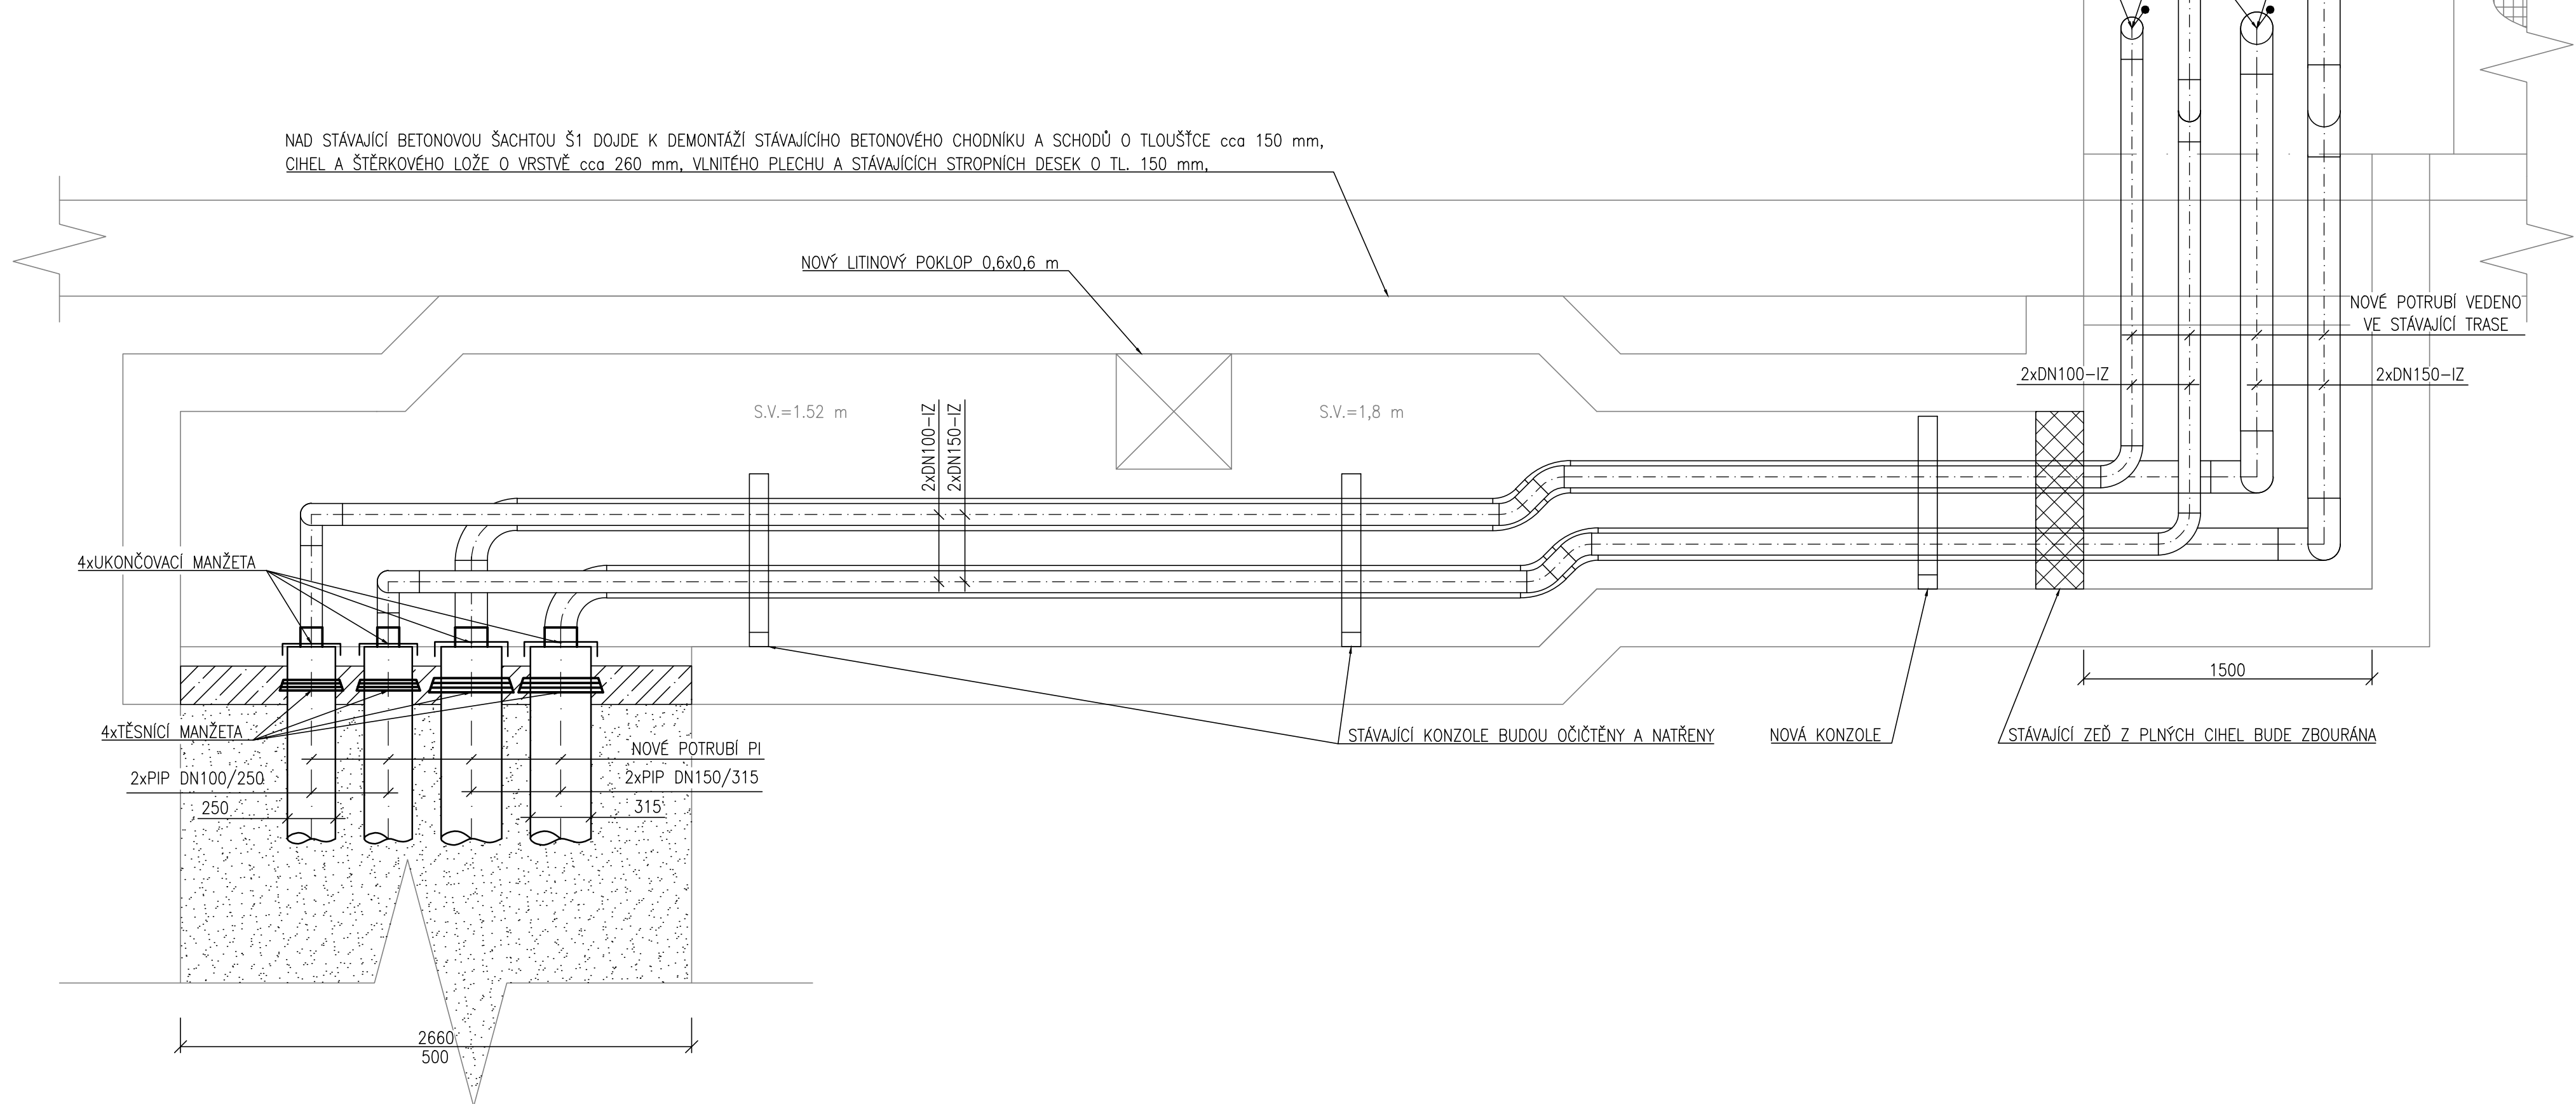 NAD STÁVAJÍCÍ BETONOVOU ŠACHTOU Š1 DOJDE K DEMONTÁŽÍ STÁVAJÍCÍHO BETONOVÉHO CHODNÍKU A SCHODŮ O TLOUŠŤCE cca 150 mm,
CIHEL A ŠTĚRKOVÉHO LOŽE O VRSTVĚ cca 260 mm, VLNITÉHO PLECHU A STÁVAJÍCÍCH STROPNÍCH DESEK O TL. 150 mm,
NOVÝ LITINOVÝ POKLOP 0,6x0,6 m
NOVÉ POTRUBÍ VEDENO
VE STÁVAJÍCÍ TRASE
2xDN100-IZ
2xDN150-IZ
S.V.=1.52 m
2xDN100-IZ
2xDN150-IZ
S.V.=1,8 m
4xUKONČOVACÍ MANŽETA
1500
4xTĚSNÍCÍ MANŽETA
STÁVAJÍCÍ KONZOLE BUDOU OČIČTĚNY A NATŘENY
NOVÁ KONZOLE
STÁVAJÍCÍ ZEĎ Z PLNÝCH CIHEL BUDE ZBOURÁNA
NOVÉ POTRUBÍ PI
2xPIP DN100/250
2xPIP DN150/315
250
315
2660
500